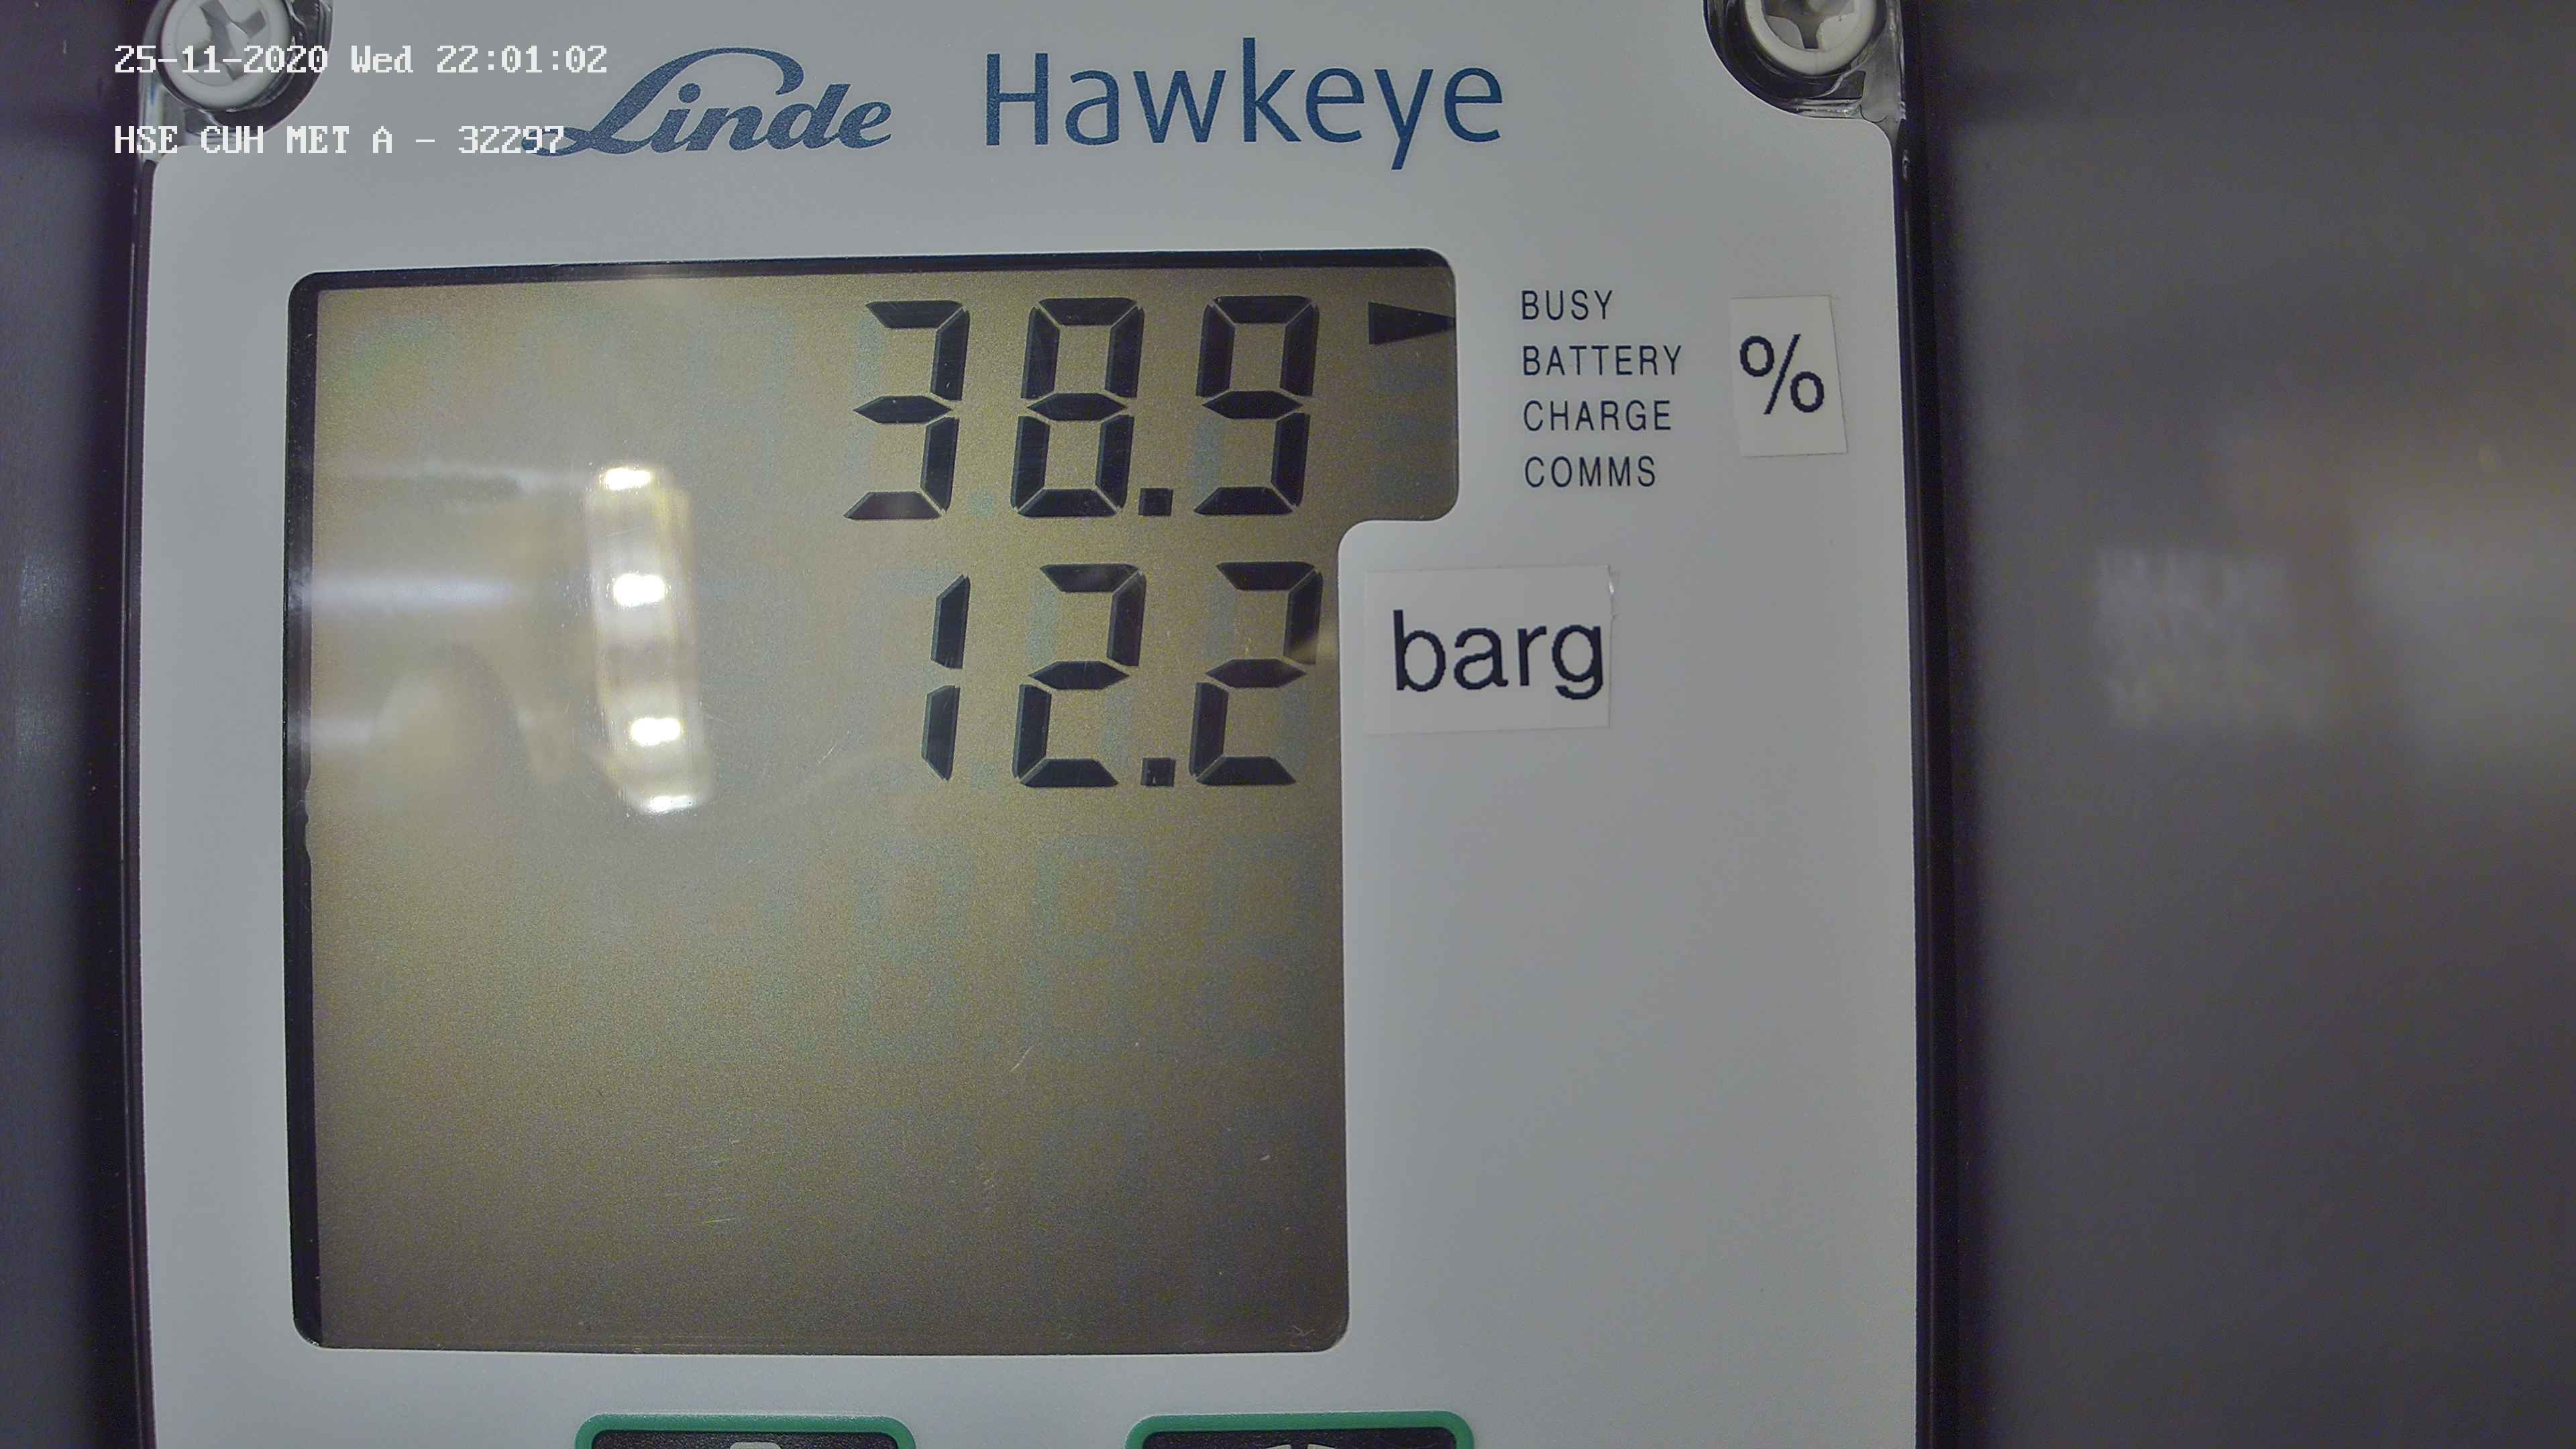 25-11-2020 Wed 22:01:02
HSE CUH MET A - 32297
Linde Hawkeye
38.9
BUSY
BATTERY
CHARGE
COMMS
%
12.2
barg